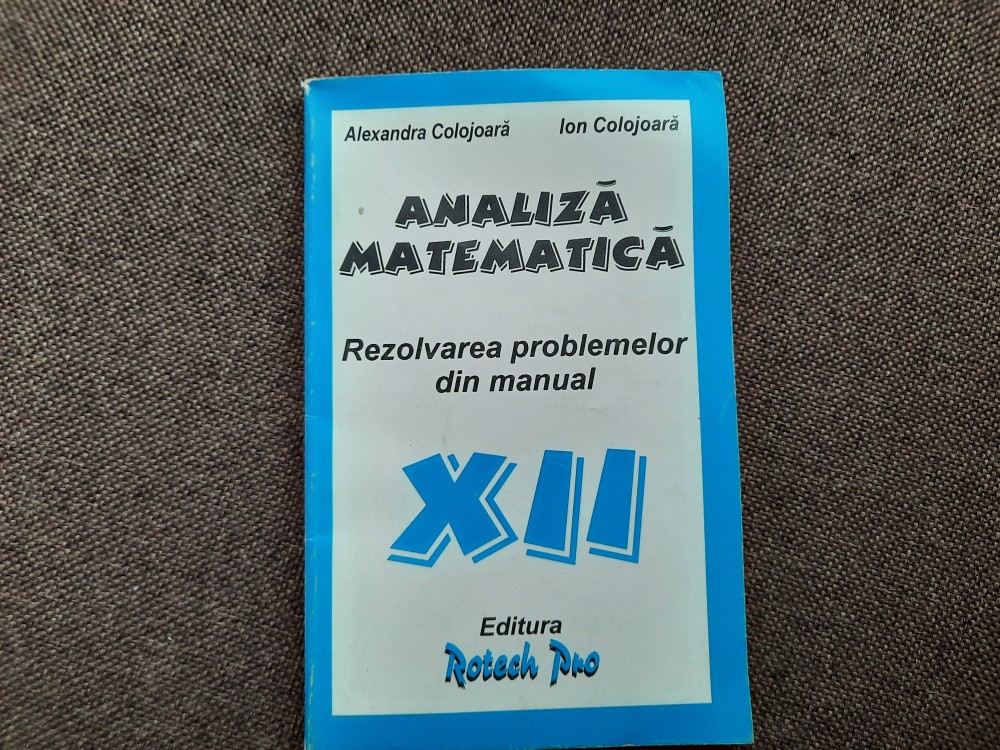 Alexandra Colojoară Ion Colojoară
ANALIZĂ
MATEMATICĂ
Rezolvarea problemelor
din manual
XII
Editura
Rotech Pro